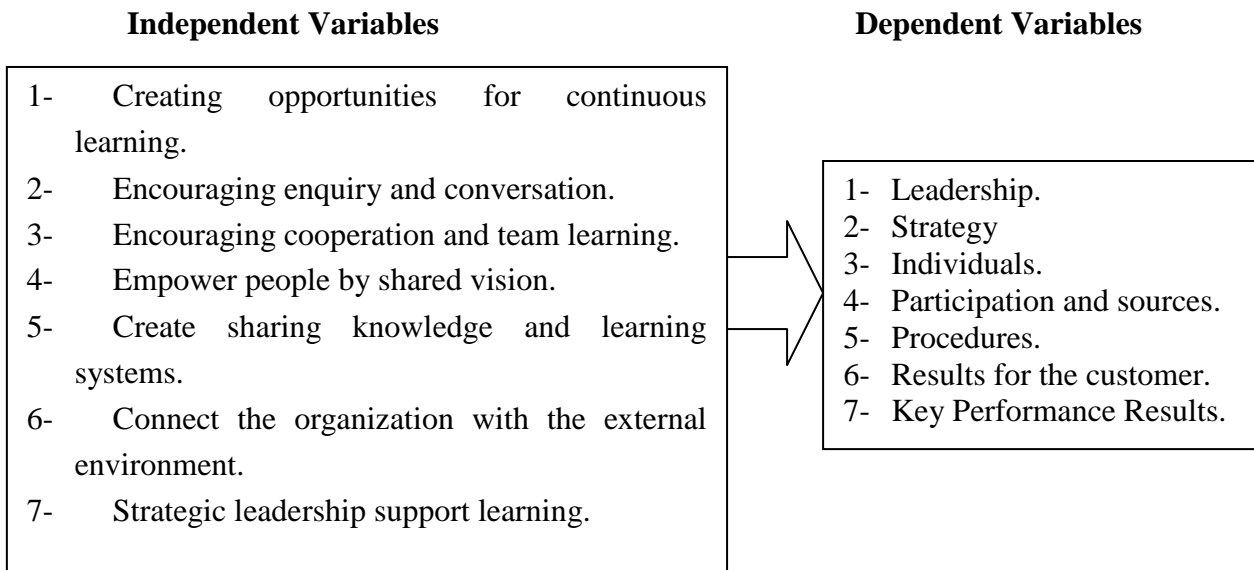 Independent Variables
Dependent Variables
1- Creating opportunities for continuous
learning.
2- Encouraging enquiry and conversation.
3- Encouraging cooperation and team learning.
4- Empower people by shared vision.
5- Create sharing knowledge and learning
systems.
6- Connect the organization with the external
environment.
7- Strategic leadership support learning.
1- Leadership.
2- Strategy
3- Individuals.
4- Participation and sources.
5- Procedures.
6- Results for the customer.
7- Key Performance Results.